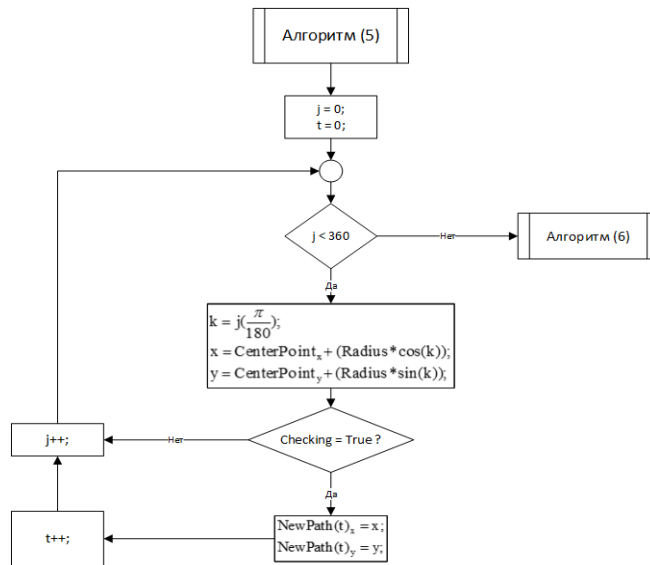 Алгоритм (5)
j = 0;
t = 0;
j < 360
Нет
Алгоритм (6)
Да
k = j(π/180);
x = CenterPointₓ + (Radius*cos(k));
y = CenterPointᵧ + (Radius*sin(k));
j++;
Нет
Checking = True ?
Да
t++;
NewPath(t)ₓ = x;
NewPath(t)ᵧ = y;